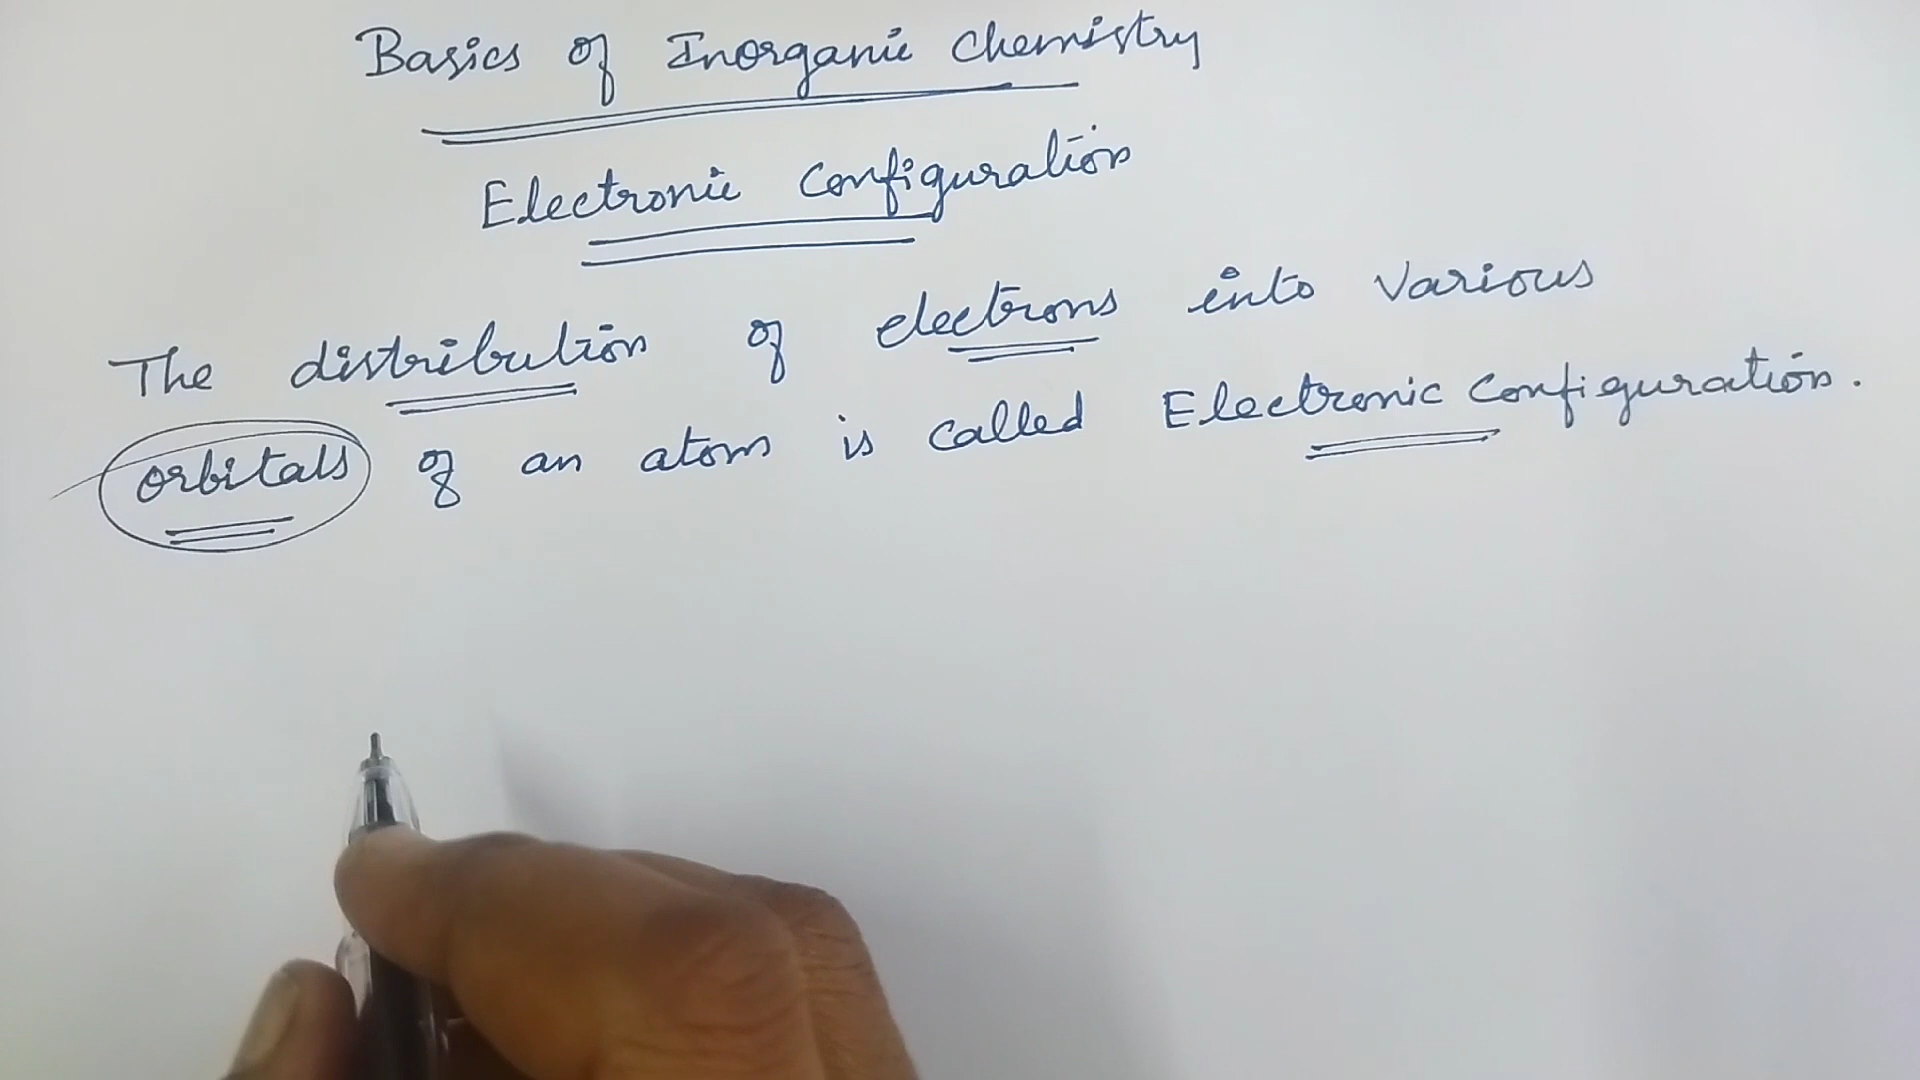 Basics of Inorganic Chemistry
Electronic Configuration
The distribution of electrons into various
orbitals of an atom is called Electronic Configuration.